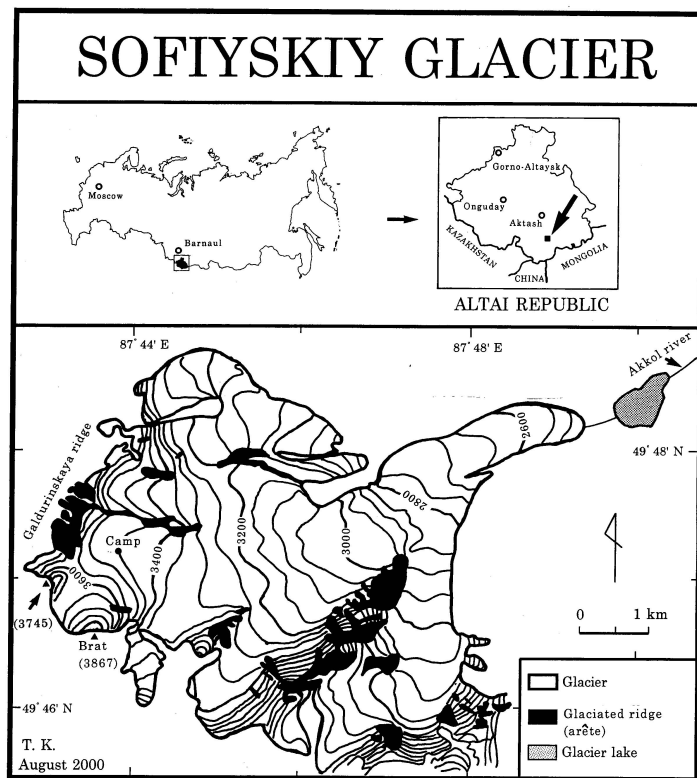 SOFIYSKIY GLACIER
Moscow
Barnaul
Gorno-Altaysk
Onguday
Aktash
KAZAKHSTAN
CHINA
MONGOLIA
ALTAI REPUBLIC
87° 44' E
87° 48' E
Akkol river
49° 48' N
Galdurinskaya ridge
2600
2800
3000
3200
3400
3600
Camp
(3745)
Brat
(3867)
0 1 km
49° 46' N
T. K.
August 2000
Glacier
Glaciated ridge
(arête)
Glacier lake